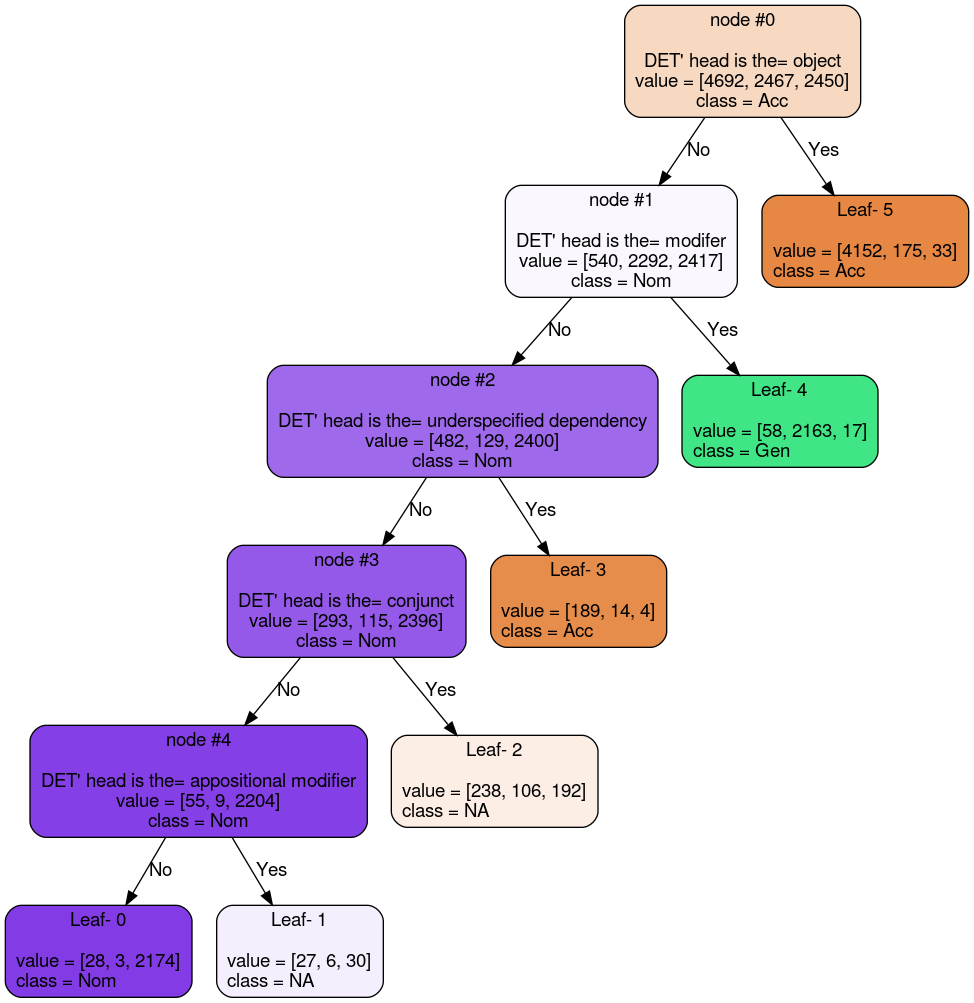 node #0
DET' head is the= object
value = [4692, 2467, 2450]
class = Acc
No
Yes
node #1
DET' head is the= modifer
value = [540, 2292, 2417]
class = Nom
Leaf- 5
value = [4152, 175, 33]
class = Acc
No
Yes
node #2
DET' head is the= underspecified dependency
value = [482, 129, 2400]
class = Nom
Leaf- 4
value = [58, 2163, 17]
class = Gen
No
Yes
node #3
DET' head is the= conjunct
value = [293, 115, 2396]
class = Nom
Leaf- 3
value = [189, 14, 4]
class = Acc
No
Yes
node #4
DET' head is the= appositional modifier
value = [55, 9, 2204]
class = Nom
Leaf- 2
value = [238, 106, 192]
class = NA
No
Yes
Leaf- 0
value = [28, 3, 2174]
class = Nom
Leaf- 1
value = [27, 6, 30]
class = NA